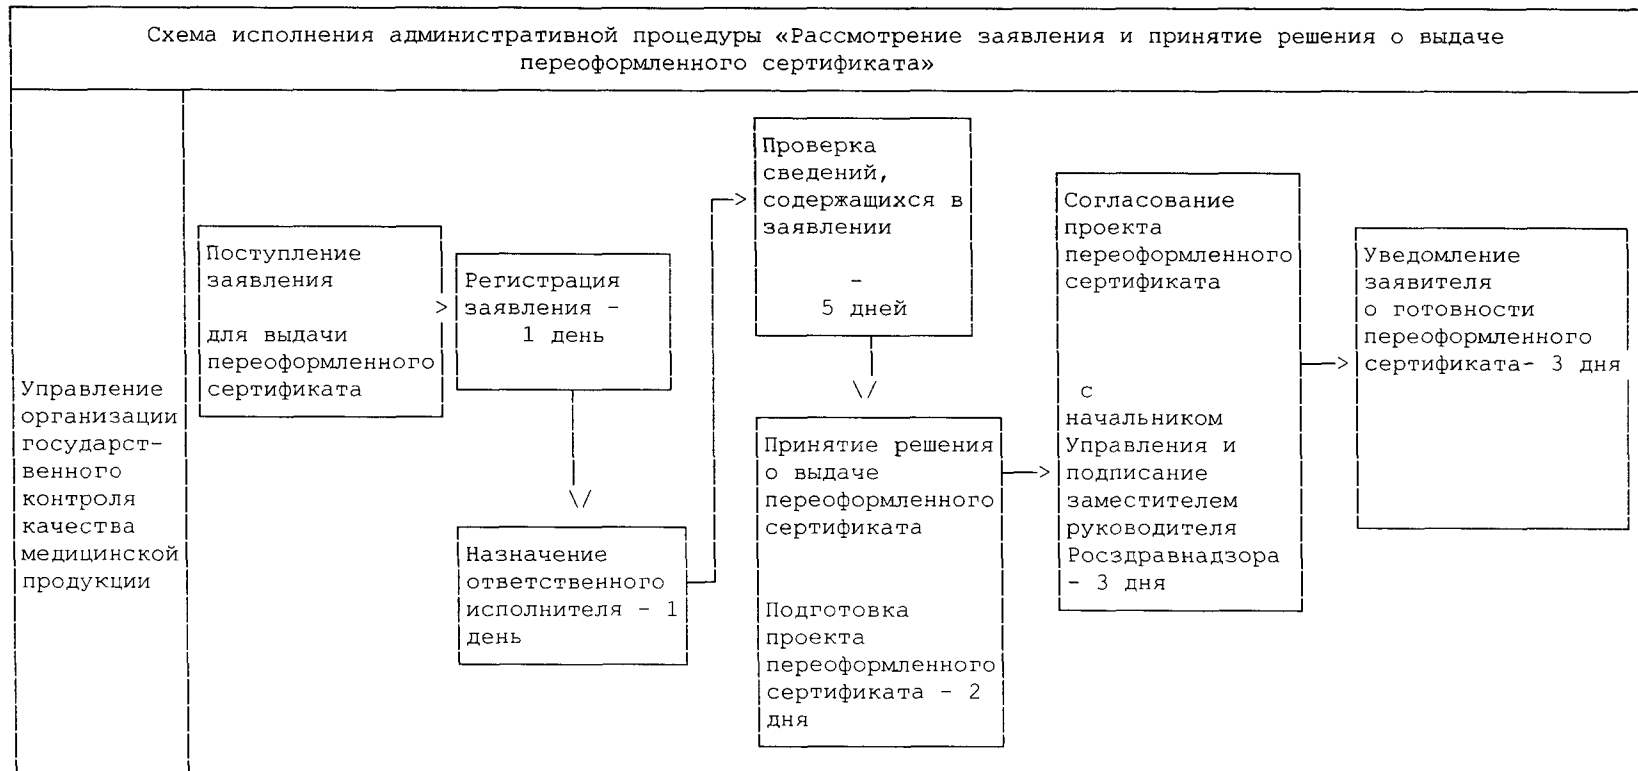 Схема исполнения административной процедуры «Рассмотрение заявления и принятие решения о выдаче
переоформленного сертификата»
Управление
организации
государст-
венного
контроля
качества
медицинской
продукции
Поступление
заявления
для выдачи
переоформленного
сертификата
>
Регистрация
заявления –
1 день
\/
Назначение
ответственного
исполнителя – 1
день
>
Проверка
сведений,
содержащихся в
заявлении
–
5 дней
\/
Принятие решения
о выдаче
переоформленного
сертификата
Подготовка
проекта
переоформленного
сертификата – 2
дня
>
Согласование
проекта
переоформленного
сертификата
с
начальником
Управления и
подписание
заместителем
руководителя
Росздравнадзора
– 3 дня
>
Уведомление
заявителя
о готовности
переоформленного
сертификата– 3 дня